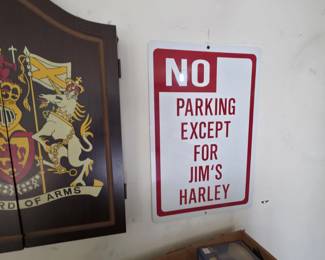 NO
PARKING
EXCEPT
FOR
JIM'S
HARLEY
RD OF ARMS